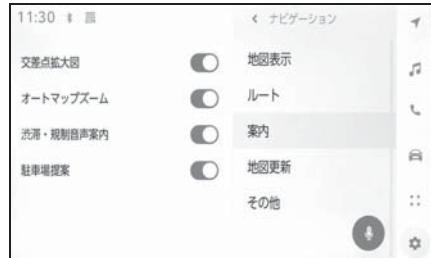 11:30
交差点拡大図
オートマップズーム
渋滞・規制音声案内
駐車場提案
ナビゲーション
地図表示
ルート
案内
地図更新
その他